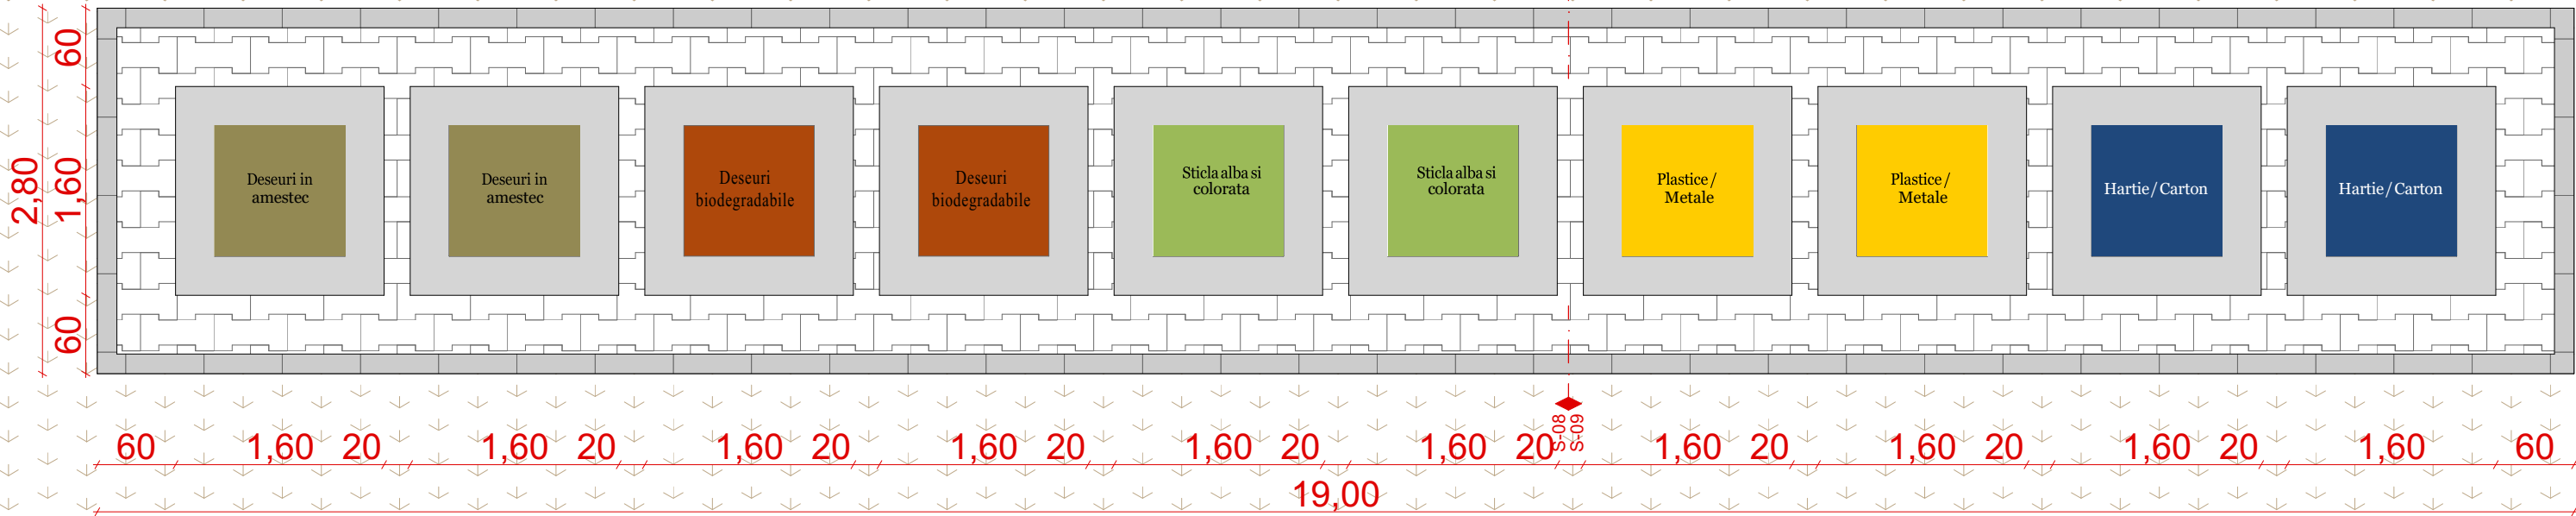 60
1,60
2,80
60
Deseuri in
amestec
Deseuri in
amestec
Deseuri
biodegradabile
Deseuri
biodegradabile
Sticla alba si
colorata
Sticla alba si
colorata
Plastice/
Metale
Plastice/
Metale
Hartie/Carton
Hartie/Carton
S-08
S-09
60 1,60 20 1,60 20 1,60 20 1,60 20 1,60 20 1,60 20 1,60 20 1,60 20 1,60 20 1,60 60
19,00